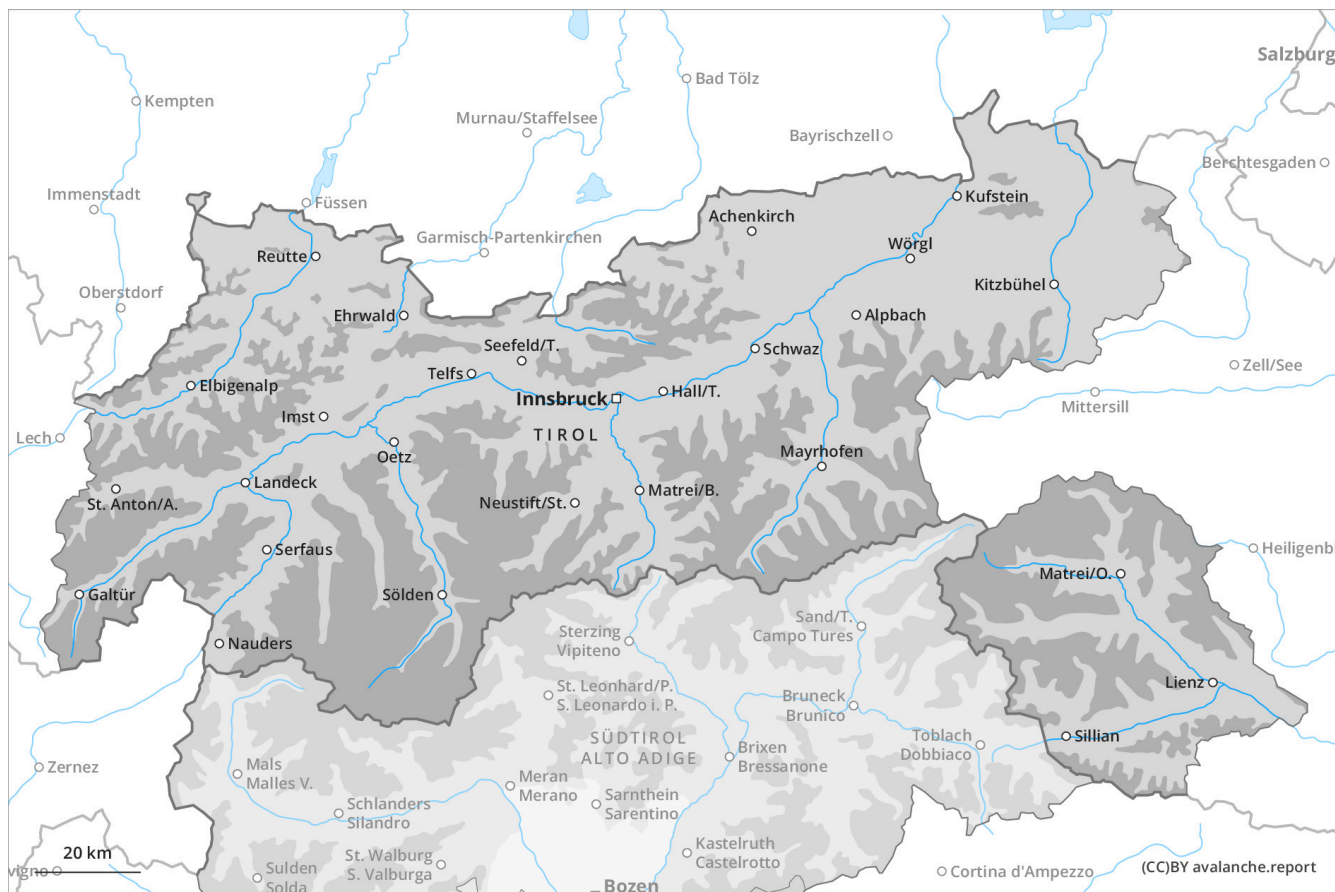 Salzburg
Bad Tölz
Kempten
Murnau/Staffelsee
Bayrischzell
Berchtesgaden
Immenstadt
Füssen
Kufstein
Achenkirch
Garmisch-Partenkirchen
Wörgl
Reutte
Kitzbühel
Oberstdorf
Ehrwald
Alpbach
Seefeld/T.
Schwaz
Zell/See
Telfs
Elbigenalp
Innsbruck
Hall/T.
Mittersill
Imst
Lech
TIROL
Oetz
Mayrhofen
Landeck
St. Anton/A.
Neustift/St.
Matrei/B.
Serfaus
Heiligenb
Matrei/O.
Galtür
Sölden
Sand/T.
Campo Tures
Sterzing
Vipiteno
Nauders
Lienz
St. Leonhard/P.
S. Leonardo i. P.
Bruneck
Brunico
SÜDTIROL
ALTO ADIGE
Toblach
Dobbiaco
Sillian
Brixen
Bressanone
Zernez
Mals
Malles V.
Meran
Merano
Sarnthein
Sarentino
Schlanders
Silandro
Kastelruth
Castelrotto
20 km
St. Walburg
S. Valburga
vigno
Sulden
Solda
Cortina d'Ampezzo
(CC)BY avalanche.report
Bozen